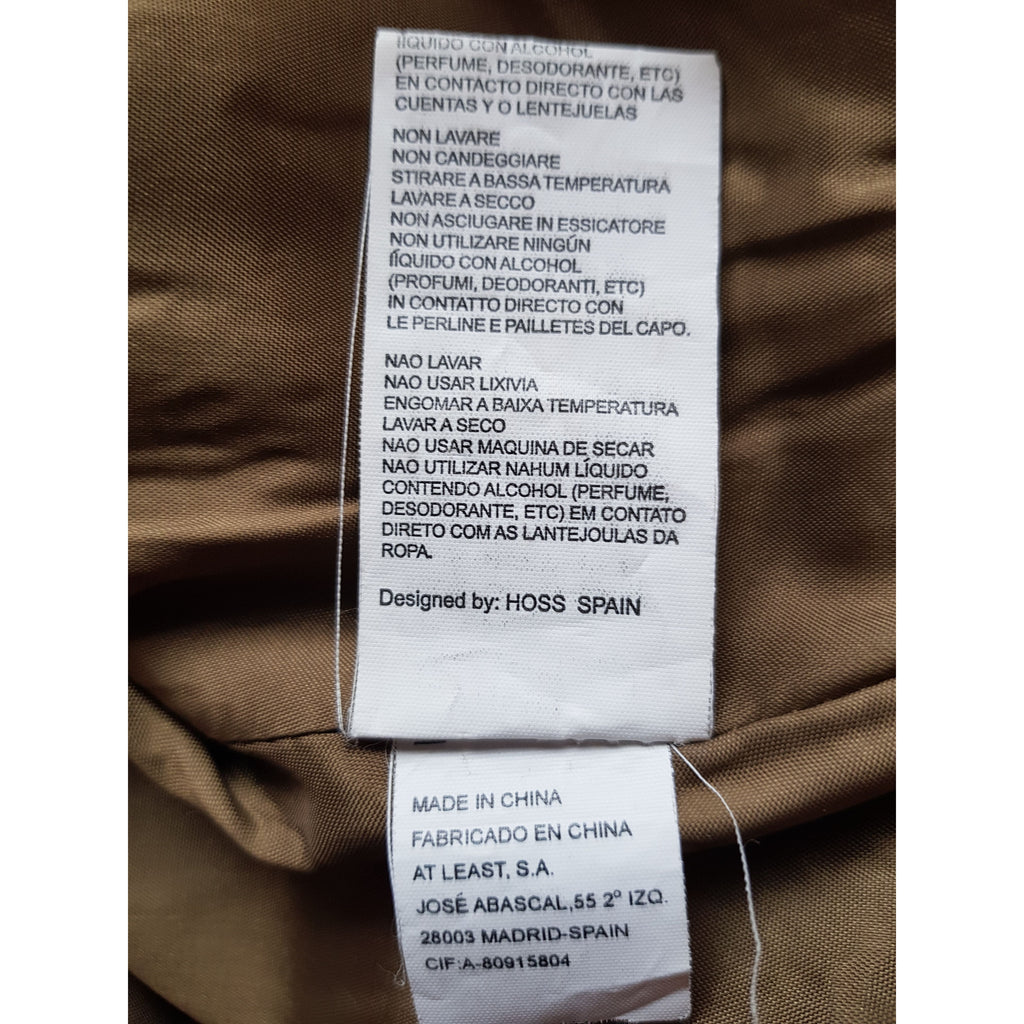 líQUIDO CON ALCOHOL
(PERFUME, DESODORANTE, ETC)
EN CONTACTO DIRECTO CON LAS
CUENTAS Y O LENTEJUELAS
NON LAVARE
NON CANDEGGIARE
STIRARE A BASSA TEMPERATURA
LAVARE A SECCO
NON ASCIUGARE IN ESSICATORE
NON UTILIZARE NINGÚN
líQUIDO CON ALCOHOL
(PROFUMI, DEODORANTI, ETC)
IN CONTATTO DIRECTO CON
LE PERLINE E PAILLETES DEL CAPO.
NAO LAVAR
NAO USAR LIXIVIA
ENGOMAR A BAIXA TEMPERATURA
LAVAR A SECO
NAO USAR MAQUINA DE SECAR
NAO UTILIZAR NAHUM LÍQUIDO
CONTENDO ALCOHOL (PERFUME,
DESODORANTE, ETC) EM CONTATO
DIRETO COM AS LANTEJOULAS DA
ROPA.
Designed by: HOSS SPAIN
MADE IN CHINA
FABRICADO EN CHINA
AT LEAST, S.A.
JOSÉ ABASCAL,55 2º IZQ.
28003 MADRID-SPAIN
CIF:A-80915804